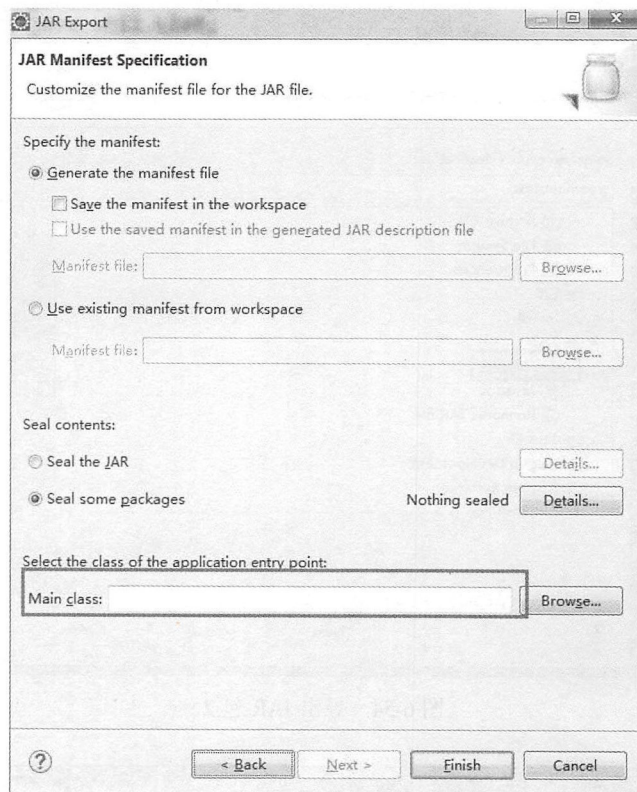 JAR Export
JAR Manifest Specification
Customize the manifest file for the JAR file.
Specify the manifest:
Generate the manifest file
Save the manifest in the workspace
Use the saved manifest in the generated JAR description file
Manifest file:
Browse...
Use existing manifest from workspace
Manifest file:
Browse...
Seal contents:
Seal the JAR
Details...
Seal some packages
Nothing sealed
Details...
Select the class of the application entry point:
Main class:
Browse...
?
< Back
Next >
Finish
Cancel